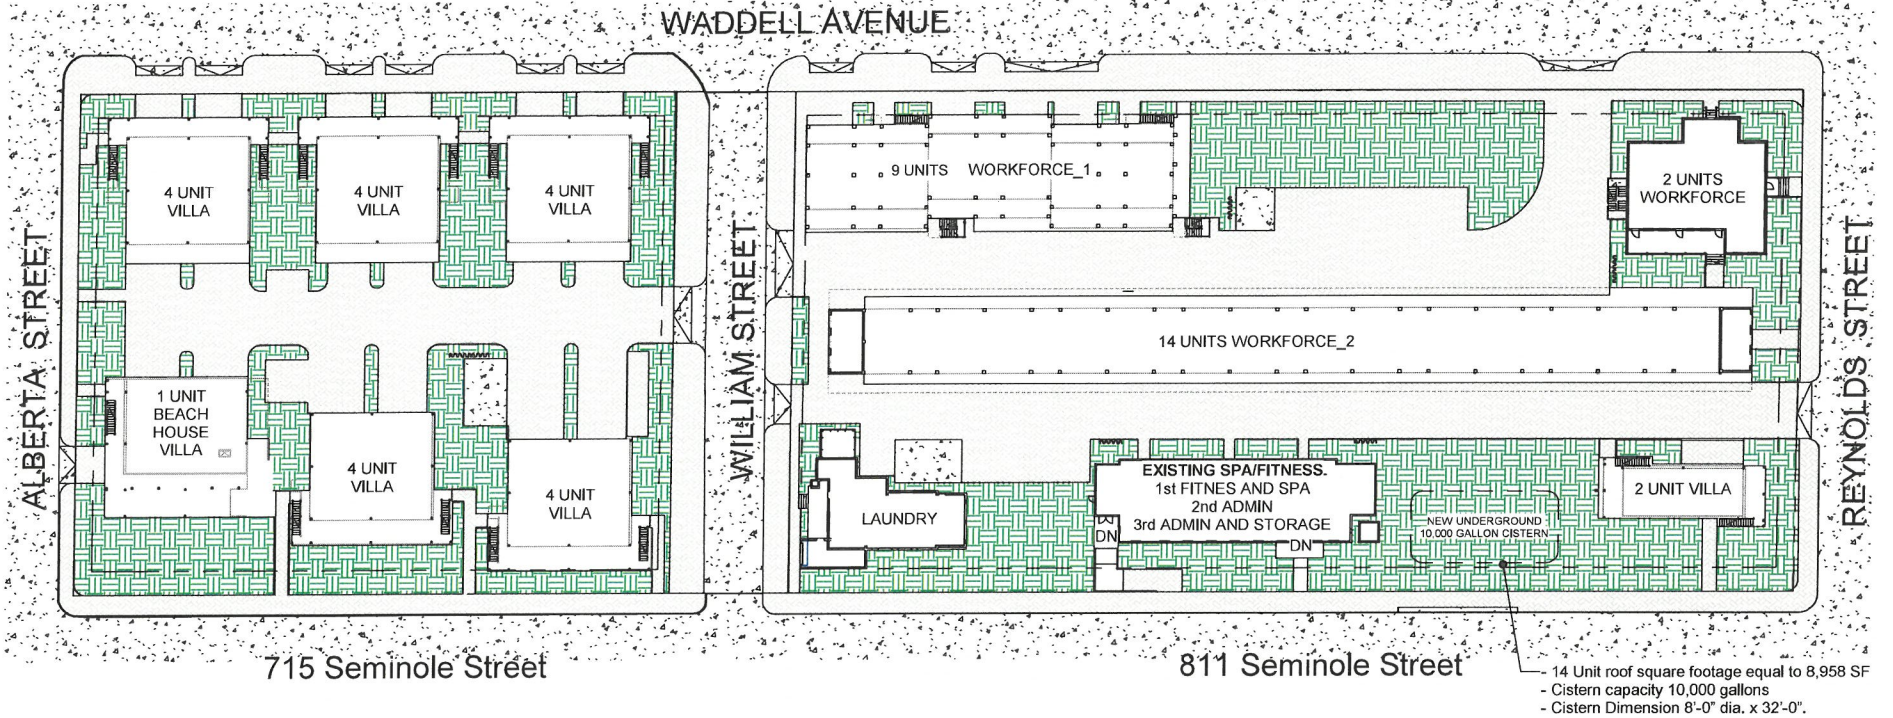 WADDELL AVENUE
4 UNIT
VILLA
4 UNIT
VILLA
4 UNIT
VILLA
9 UNITS WORKFORCE_1
2 UNITS
WORKFORCE
ALBERTA STREET
WILLIAM STREET
REYNOLDS STREET
14 UNITS WORKFORCE_2
1 UNIT
BEACH
HOUSE
VILLA
4 UNIT
VILLA
4 UNIT
VILLA
LAUNDRY
EXISTING SPA/FITNESS.
1st FITNES AND SPA
2nd ADMIN
3rd ADMIN AND STORAGE
DN
DN
NEW UNDERGROUND
10,000 GALLON CISTERN
2 UNIT VILLA
715 Seminole Street
811 Seminole Street
- 14 Unit roof square footage equal to 8,958 SF
- Cistern capacity 10,000 gallons
- Cistern Dimension 8'-0" dia. x 32'-0".